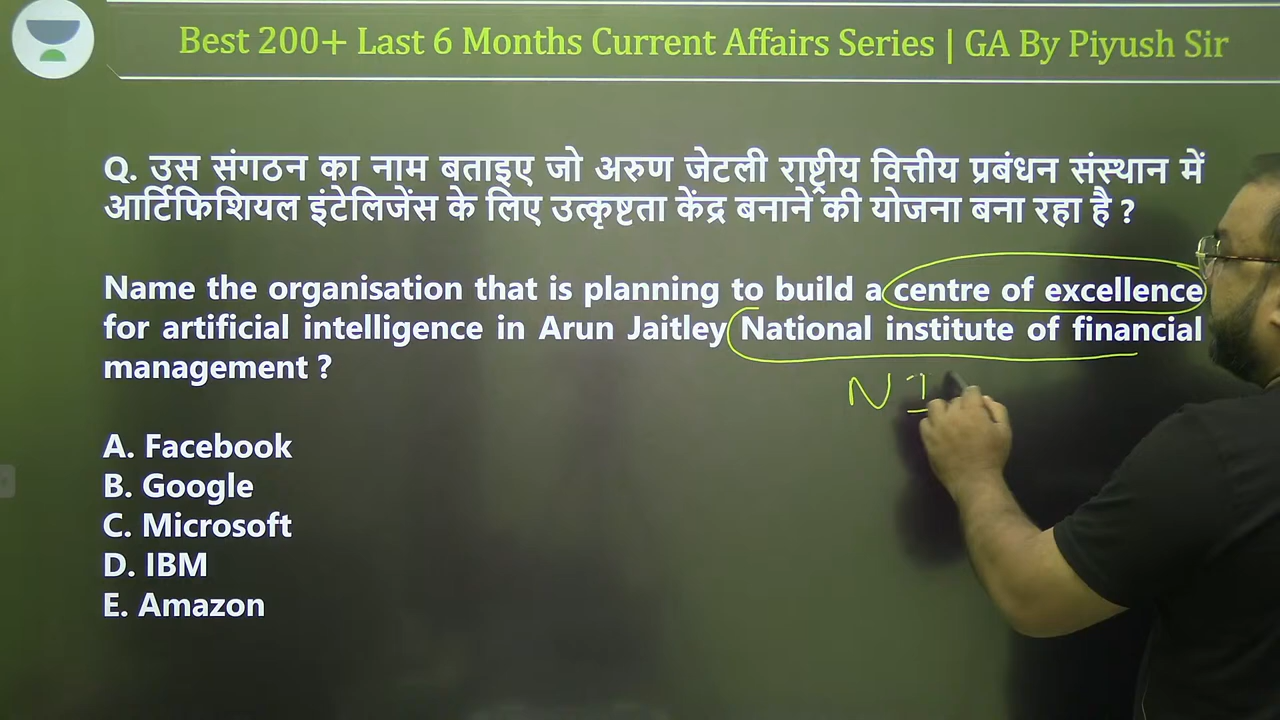 Best 200+ Last 6 Months Current Affairs Series | GA By Piyush Sir
Q. उस संगठन का नाम बताइए जो अरुण जेटली राष्ट्रीय वित्तीय प्रबंधन संस्थान में
आर्टिफिशियल इंटेलिजेंस के लिए उत्कृष्टता केंद्र बनाने की योजना बना रहा है ?
Name the organisation that is planning to build a centre of excellence
for artificial intelligence in Arun Jaitley National institute of financial
management ?
N I
A. Facebook
B. Google
C. Microsoft
D. IBM
E. Amazon